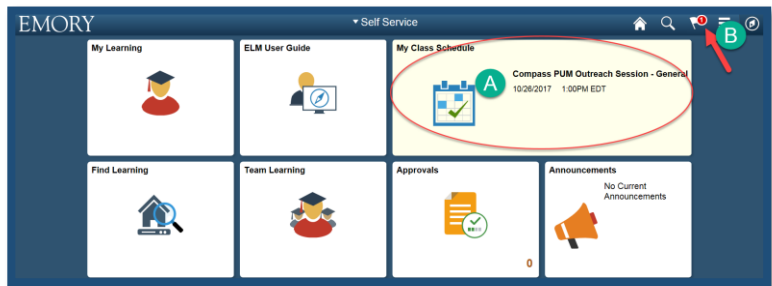 EMORY
Self Service
1
B
My Learning
ELM User Guide
My Class Schedule
A
Compass PUM Outreach Session - General
10/26/2017 1:00PM EDT
Find Learning
Team Learning
Approvals
0
Announcements
No Current
Announcements